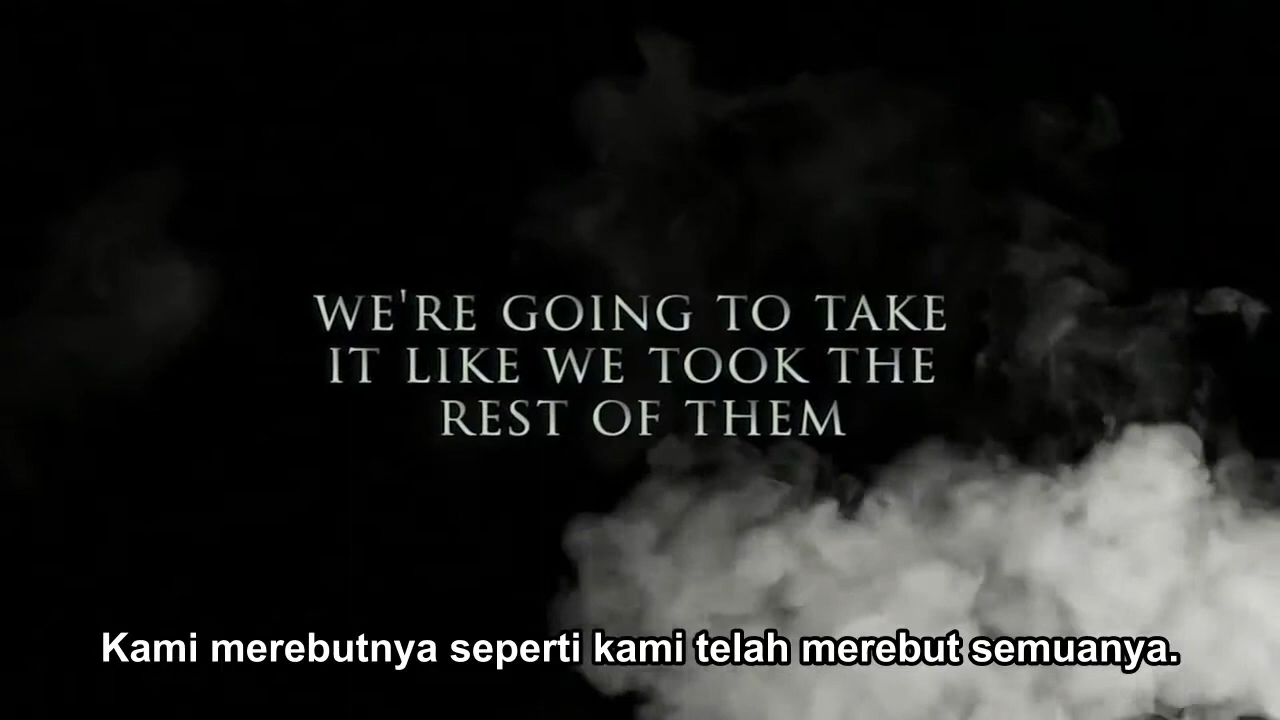 WE'RE GOING TO TAKE
IT LIKE WE TOOK THE
REST OF THEM
Kami merebutnya seperti kami telah merebut semuanya.